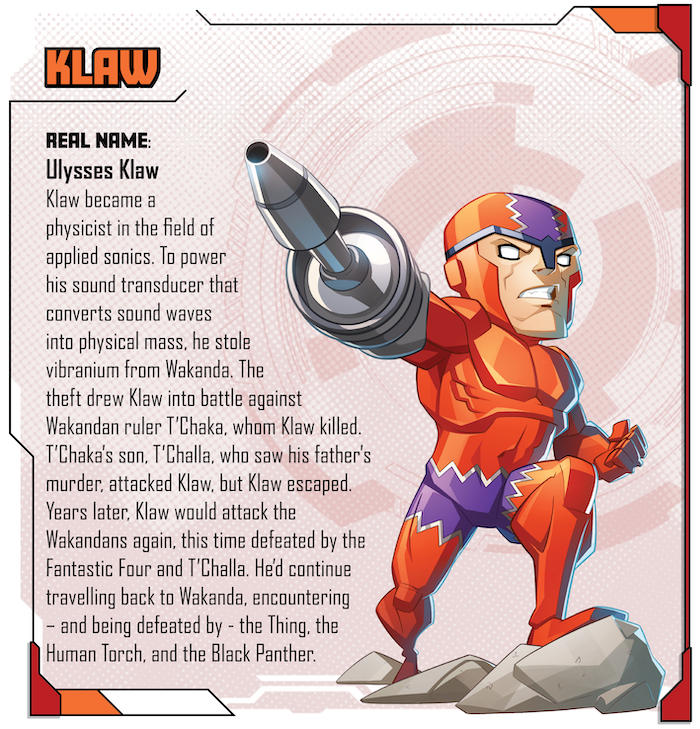 KLAW
REAL NAME:
Ulysses Klaw
Klaw became a
physicist in the field of
applied sonics. To power
his sound transducer that
converts sound waves
into physical mass, he stole
vibranium from Wakanda. The
theft drew Klaw into battle against
Wakandan ruler T'Chaka, whom Klaw killed.
T'Chaka's son, T'Challa, who saw his father's
murder, attacked Klaw, but Klaw escaped.
Years later, Klaw would attack the
Wakandans again, this time defeated by the
Fantastic Four and T'Challa. He'd continue
travelling back to Wakanda, encountering
– and being defeated by - the Thing, the
Human Torch, and the Black Panther.